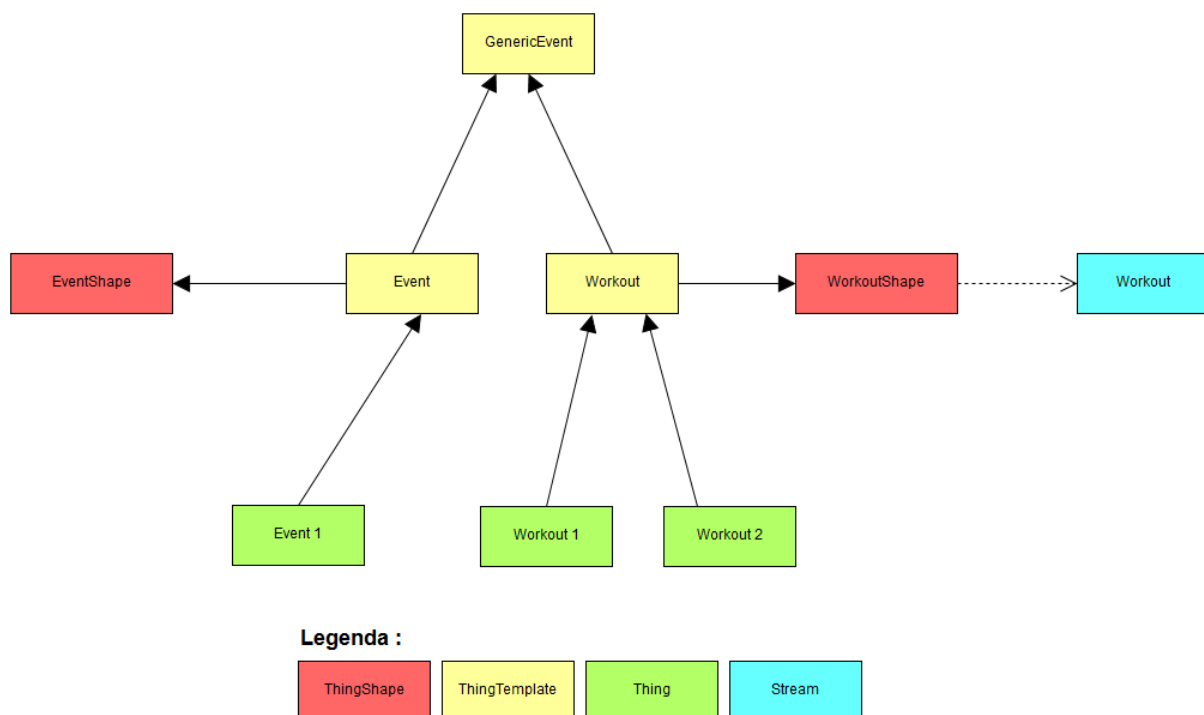 GenericEvent
EventShape
Event
Workout
WorkoutShape
Workout
Event 1
Workout 1
Workout 2
Legenda :
ThingShape
ThingTemplate
Thing
Stream